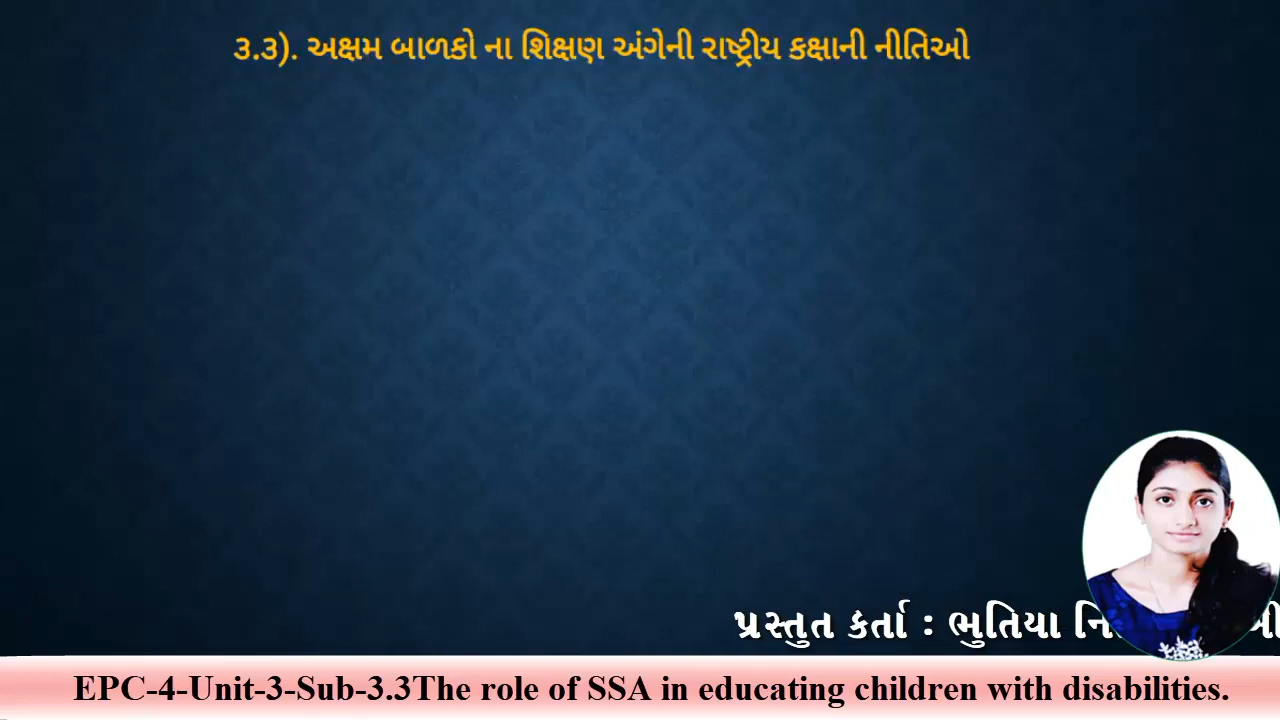 ૩.૩). અક્ષમ બાળકો ના શિક્ષણ અંગેની રાષ્ટ્રીય કક્ષાની નીતિઓ
પ્રસ્તુત કર્તા : ભુતિયા
EPC-4-Unit-3-Sub-3.3The role of SSA in educating children with disabilities.